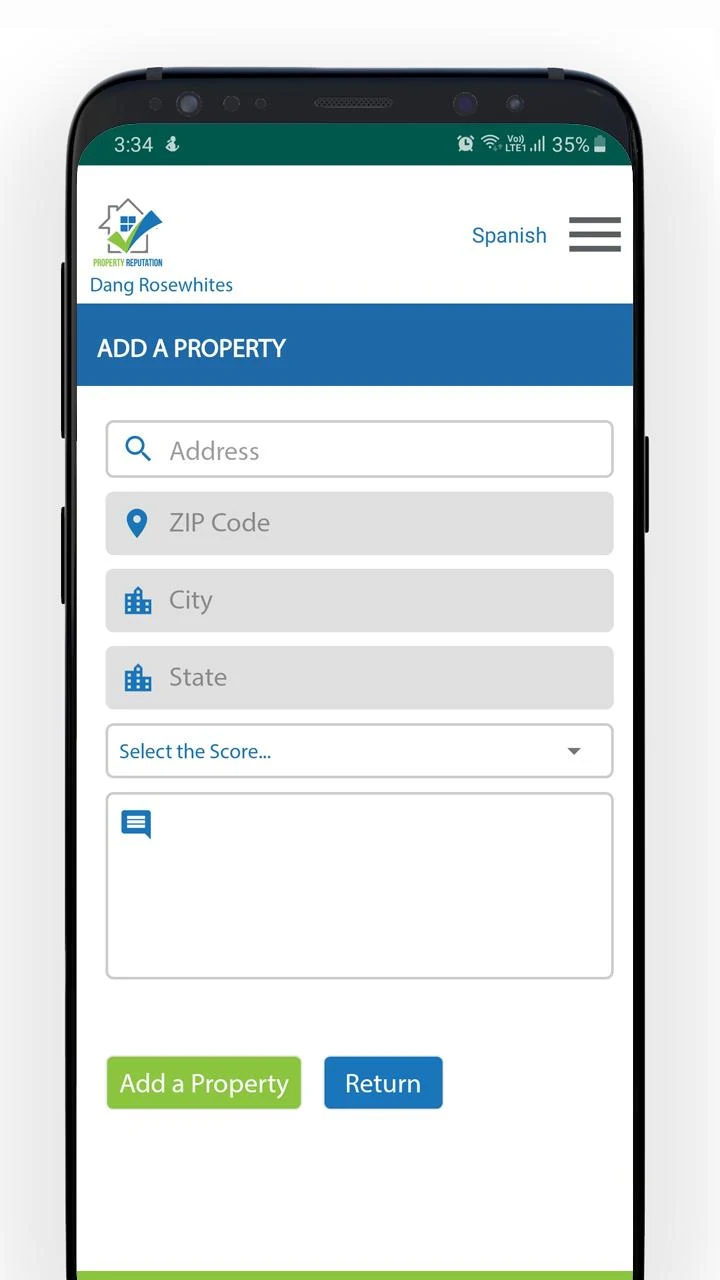 3:34
Vo)) LTE1 35%
PROPERTY REPUTATION
Spanish
Dang Rosewhites
ADD A PROPERTY
Address
ZIP Code
City
State
Select the Score...
Add a Property
Return